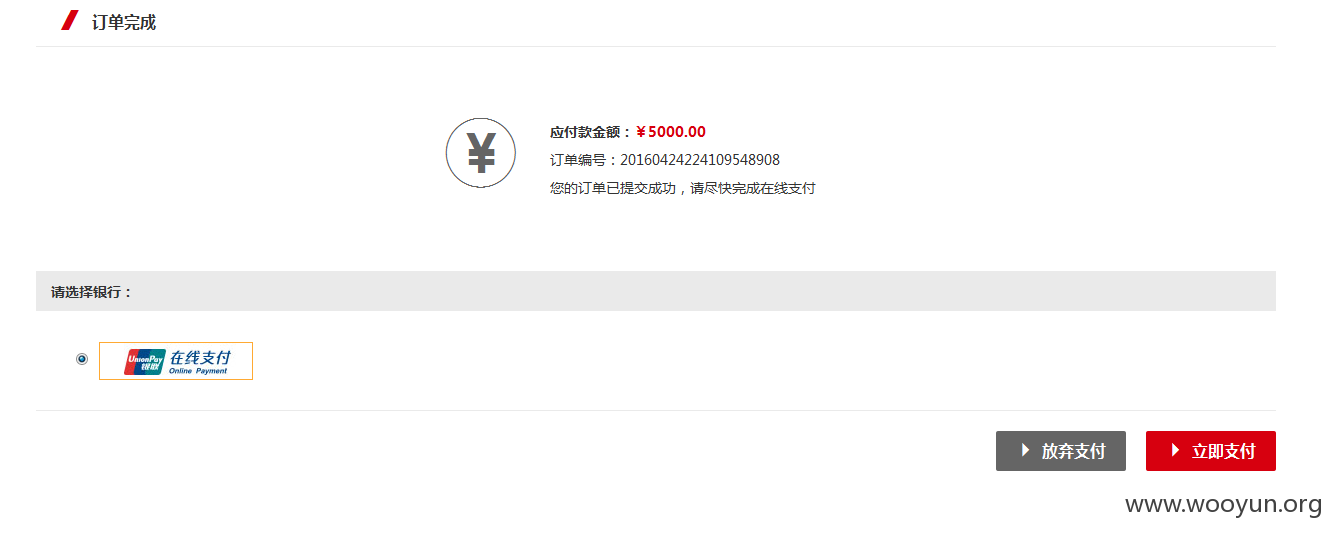 订单完成
¥
应付款金额：￥5000.00
订单编号：20160424224109548908
您的订单已提交成功，请尽快完成在线支付
请选择银行：
UnionPay 银联
在线支付
Online Payment
放弃支付
立即支付
www.wooyun.org